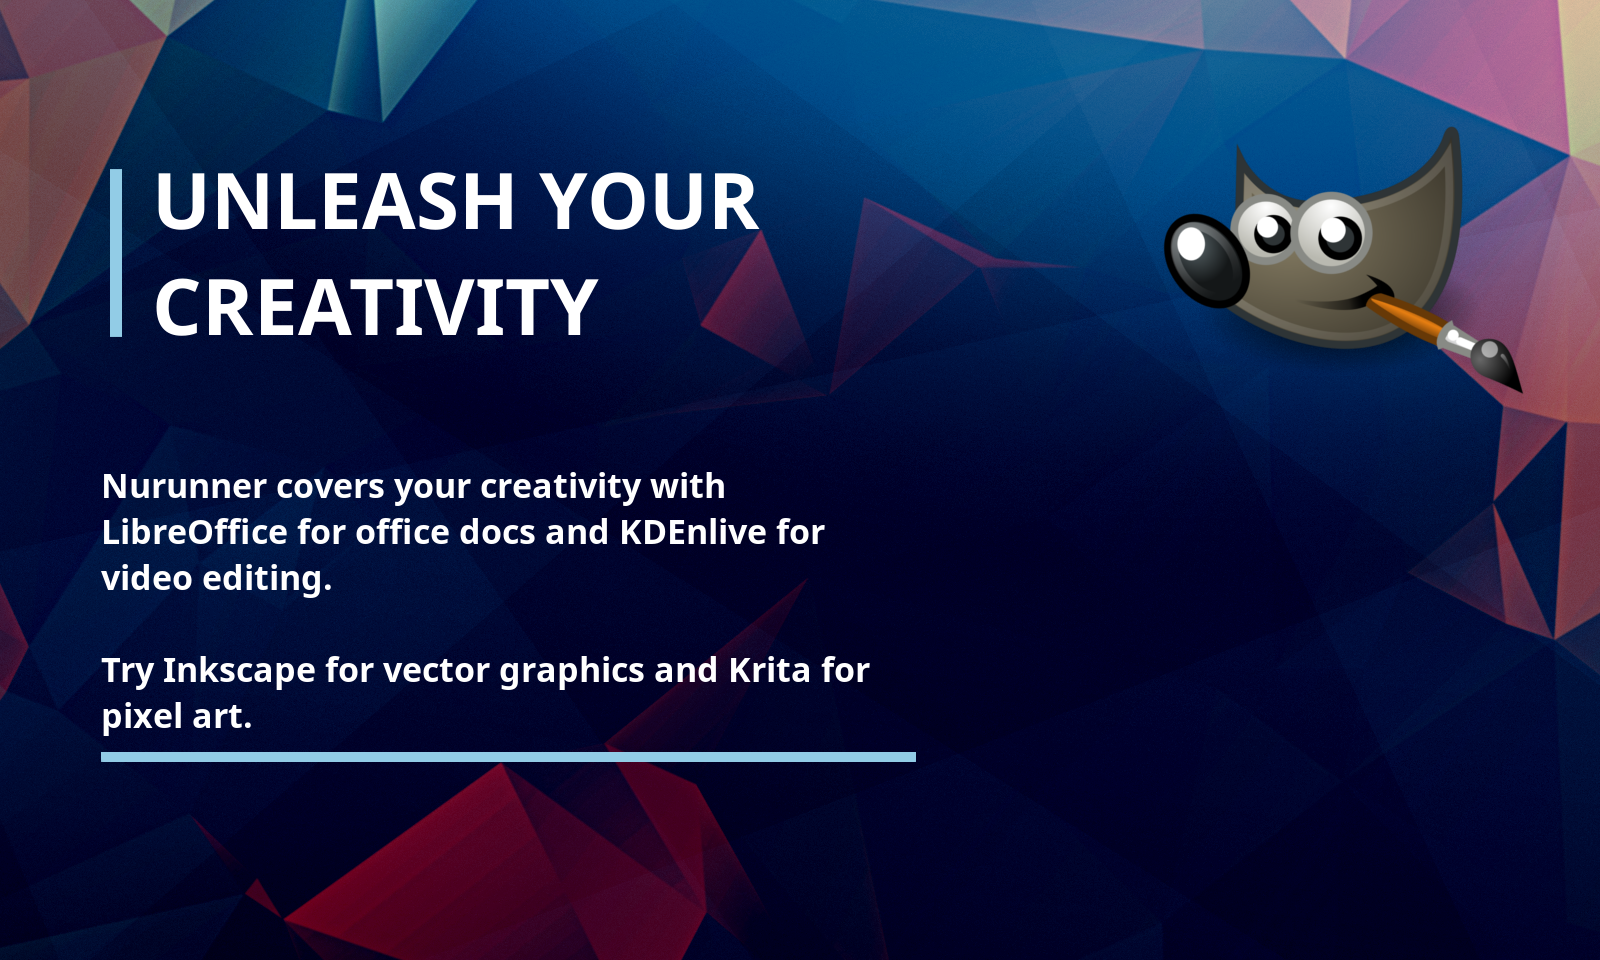 UNLEASH YOUR
CREATIVITY
Nurunner covers your creativity with
LibreOffice for office docs and KDEnlive for
video editing.
Try Inkscape for vector graphics and Krita for
pixel art.